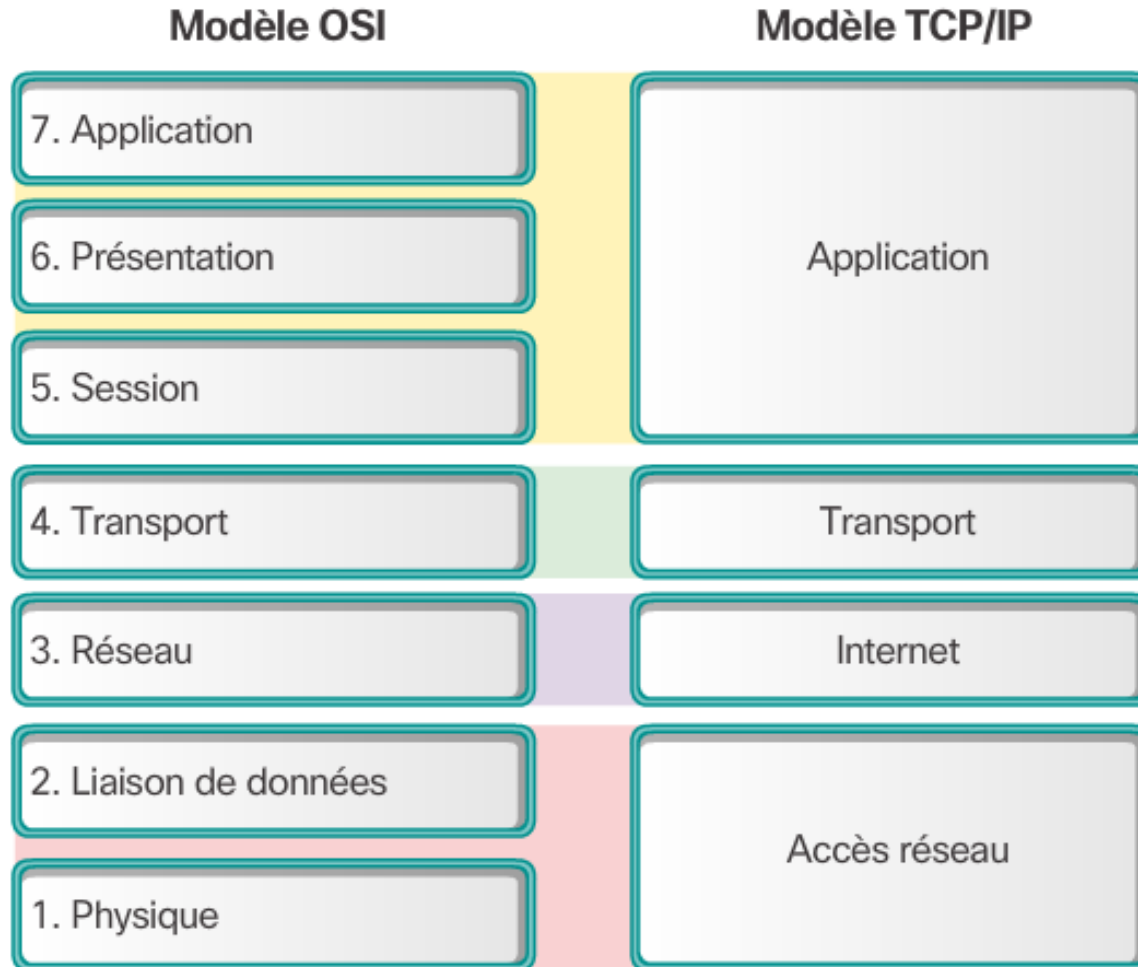 Modèle OSI
Modèle TCP/IP
7. Application
6. Présentation
5. Session
Application
4. Transport
Transport
3. Réseau
Internet
2. Liaison de données
1. Physique
Accès réseau